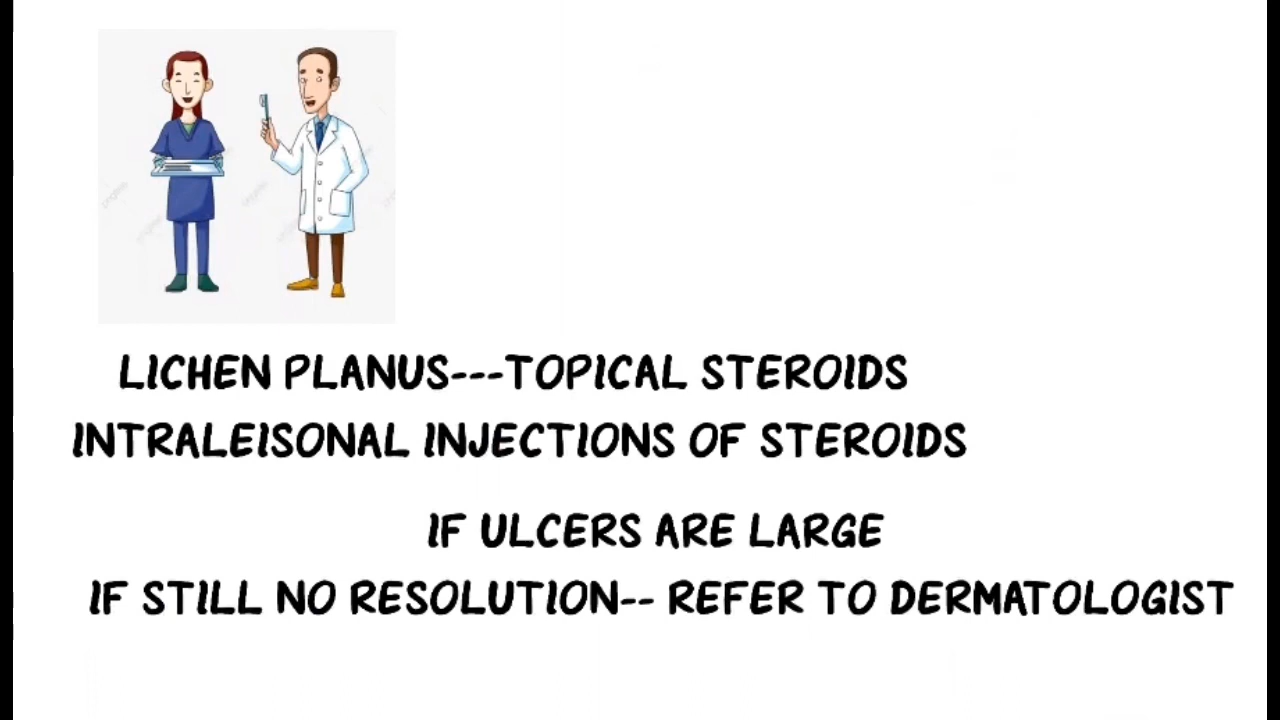 LICHEN PLANUS---TOPICAL STEROIDS
INTRALEISONAL INJECTIONS OF STEROIDS
IF ULCERS ARE LARGE
IF STILL NO RESOLUTION-- REFER TO DERMATOLOGIST